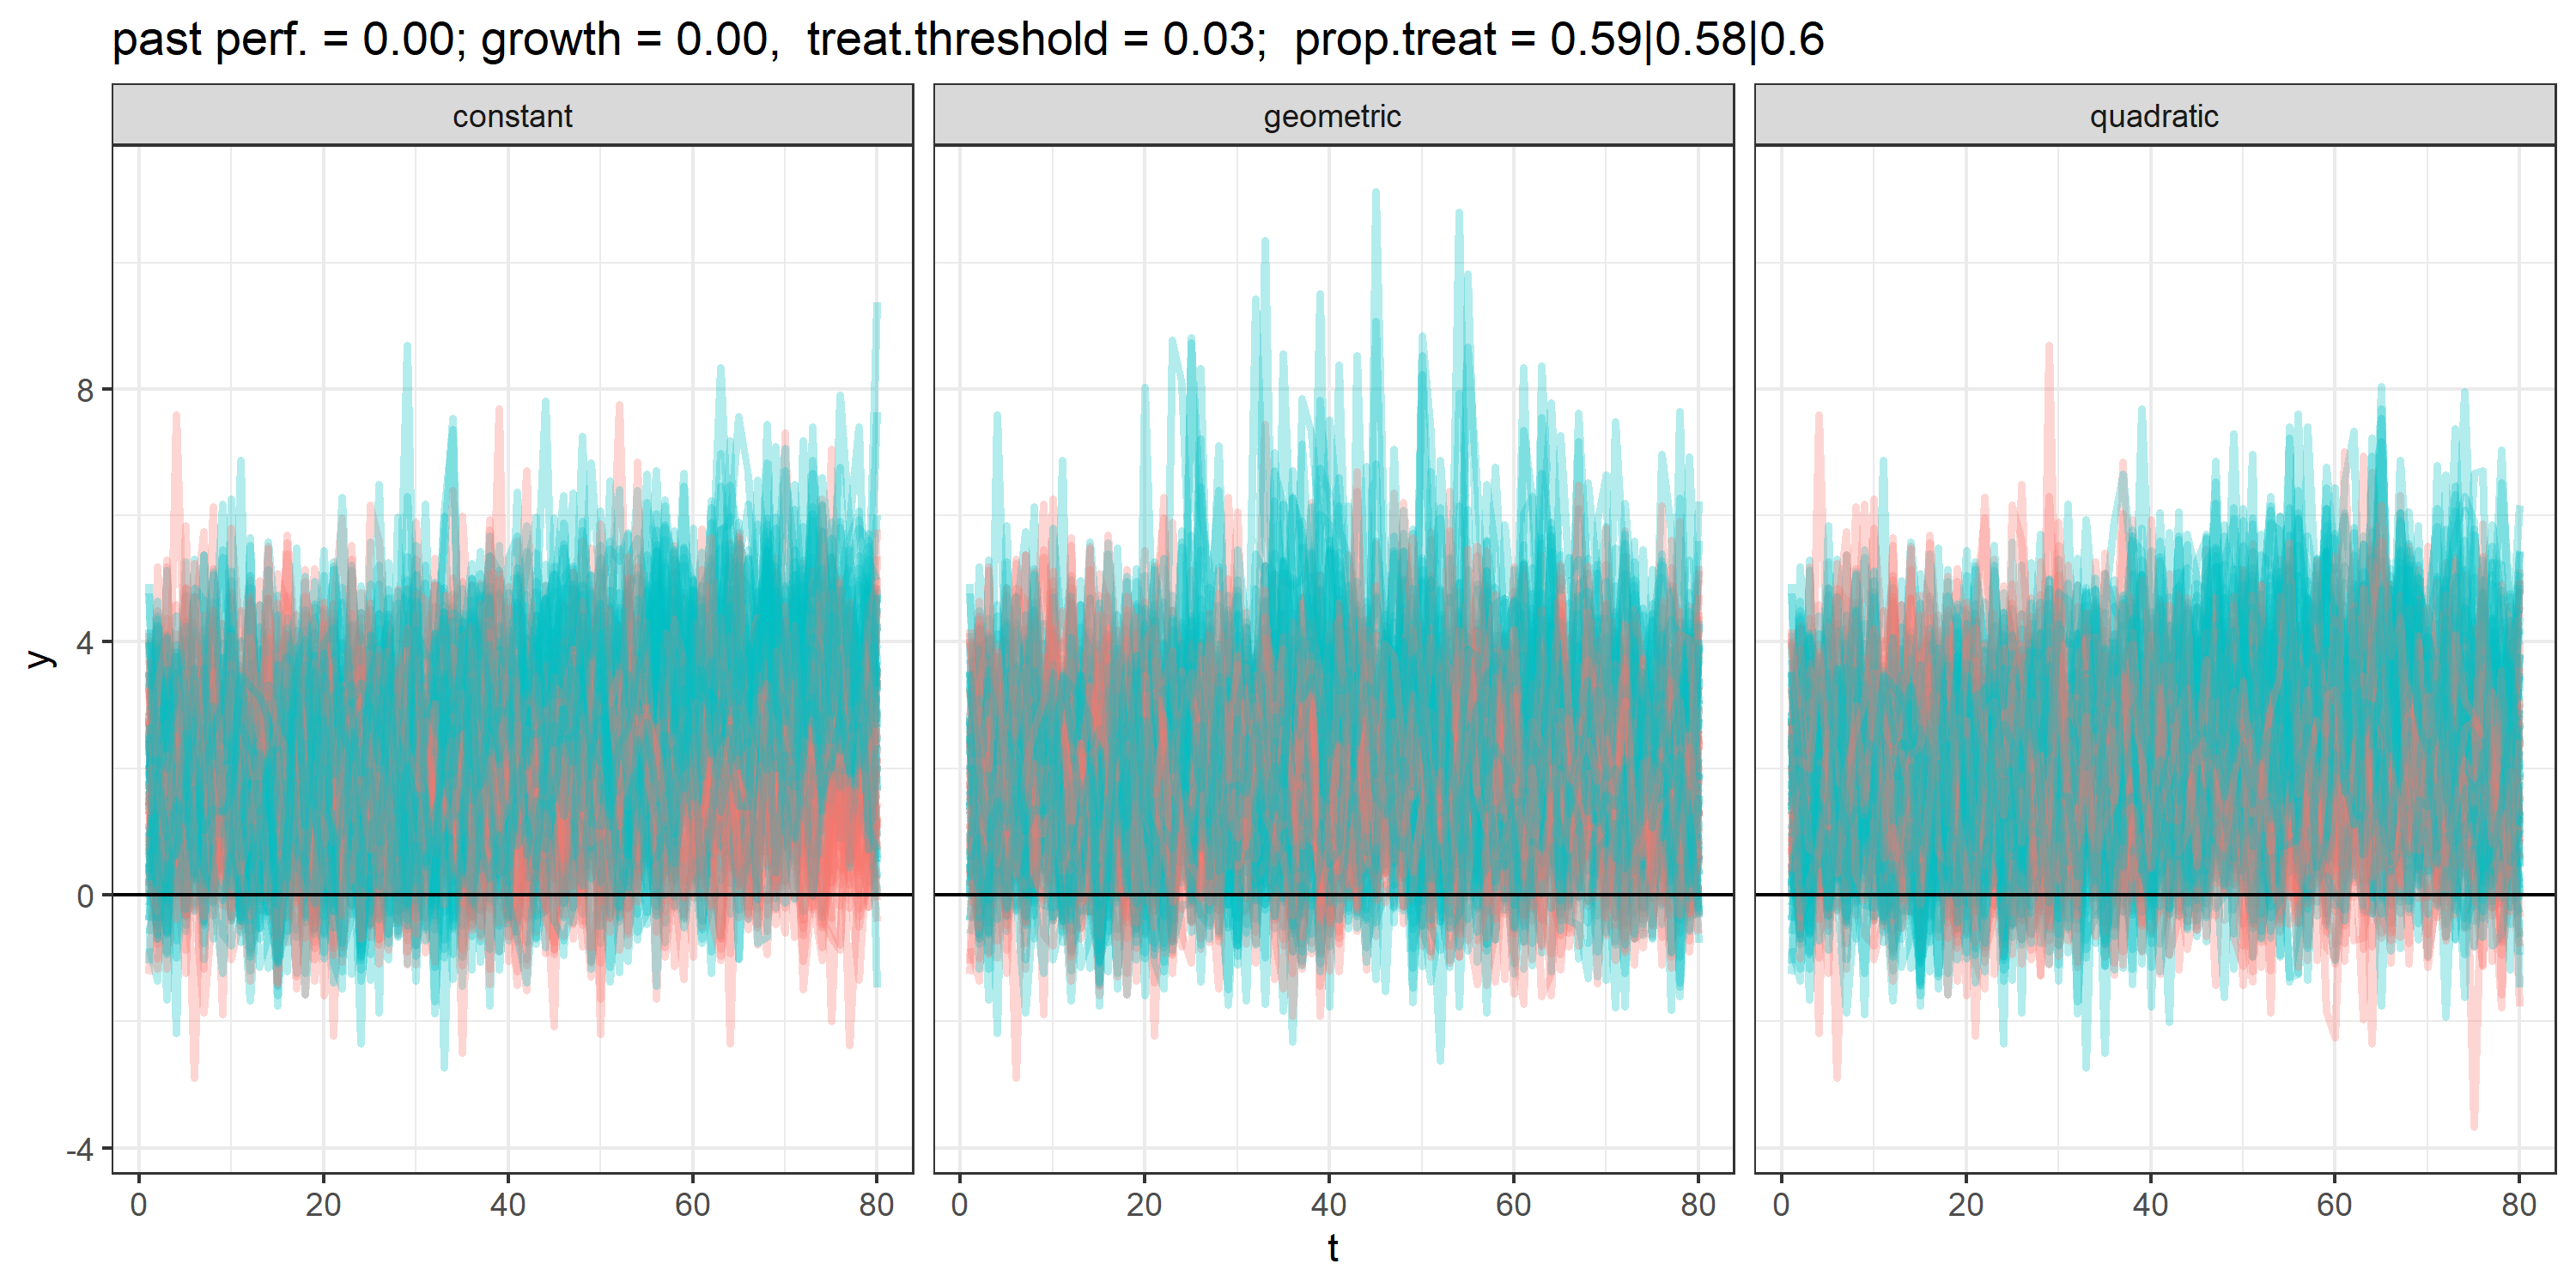 past perf. = 0.00; growth = 0.00,  treat.threshold = 0.03;  prop.treat = 0.59|0.58|0.6
constant
geometric
quadratic
y
8
4
0
-4
0 20 40 60 80
0 20 40 60 80
0 20 40 60 80
t